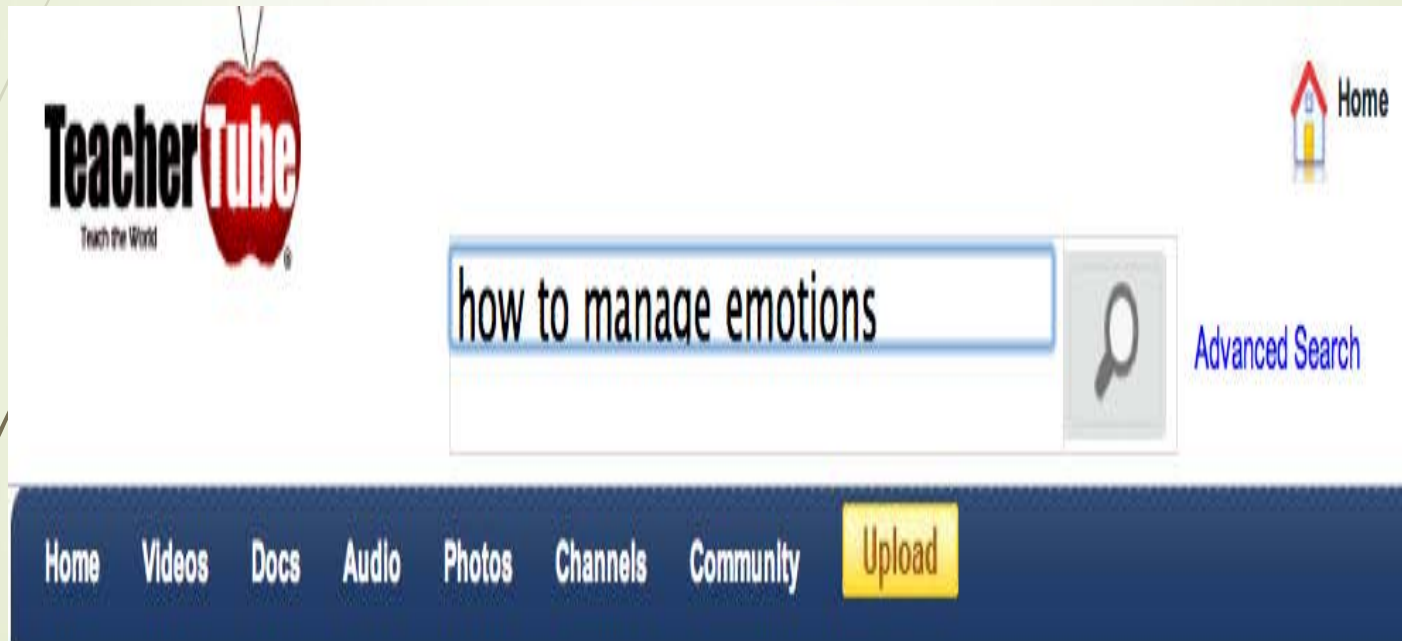 TeacherTube
Teach the World
®
Home
how to manage emotions
Advanced Search
Home Videos Docs Audio Photos Channels Community Upload